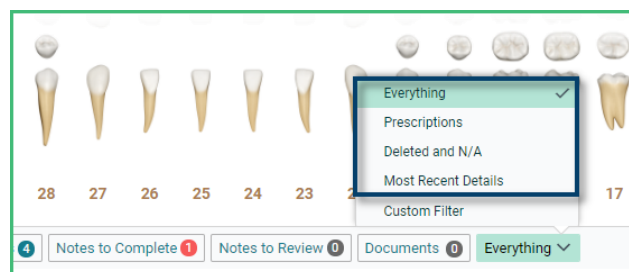 Everything
Prescriptions
Deleted and N/A
Most Recent Details
Custom Filter
28 27 26 25 24 23 2 17
4 Notes to Complete 1 Notes to Review 0 Documents 0 Everything